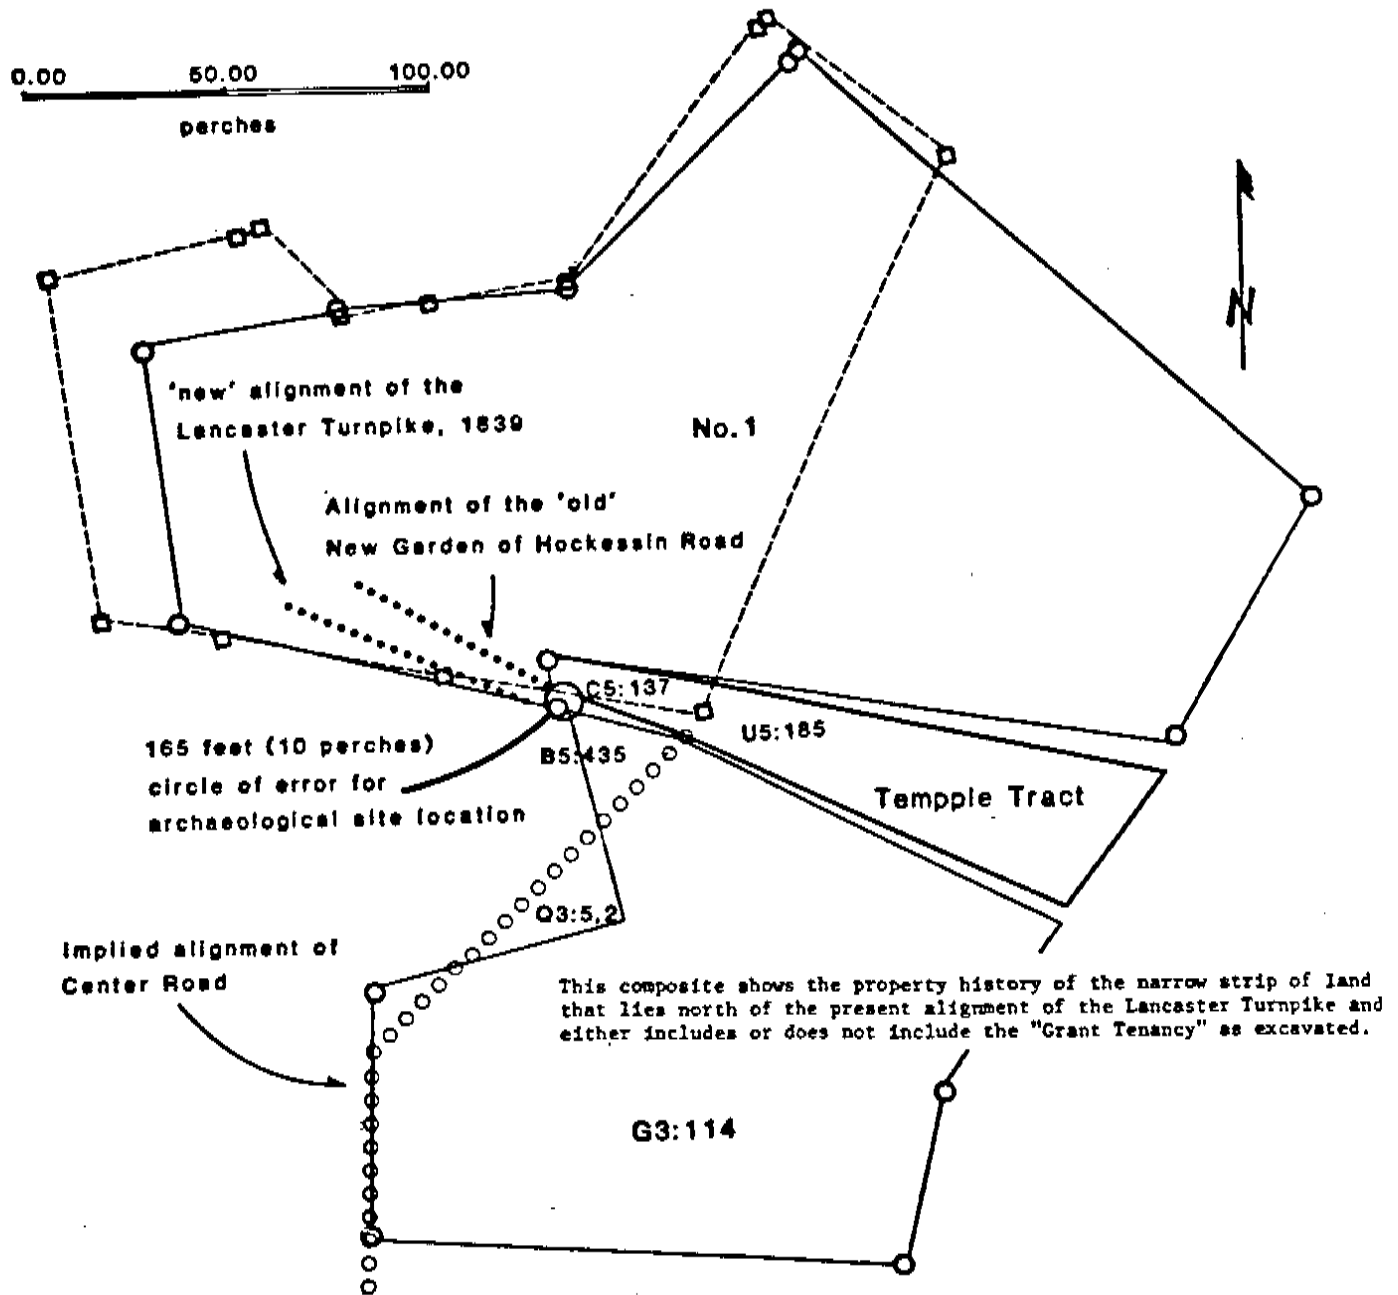 0.00 50.00 100.00
perches
N
'new' alignment of the
Lancaster Turnpike, 1839
No.1
Alignment of the 'old'
New Garden of Hockessin Road
C5:137
U5:185
165 feet (10 perches)
circle of error for
archaeological site location
B5:435
Tempple Tract
Q3:5,2
Implied alignment of
Center Road
This composite shows the property history of the narrow strip of land
that lies north of the present alignment of the Lancaster Turnpike and
either includes or does not include the "Grant Tenancy" as excavated.
G3:114